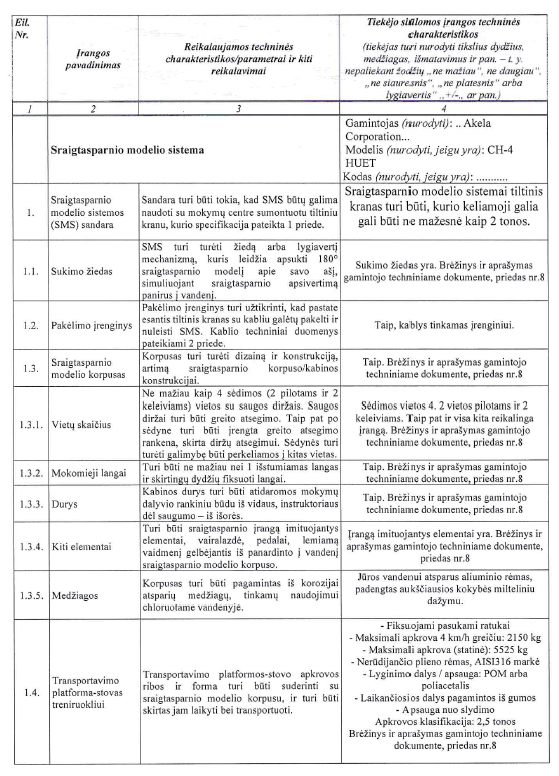 Eil.
Nr.
Įrangos
pavadinimas
Reikalaujamos techninės
charakteristikos/parametrai ir kiti
reikalavimai
Tiekėjo siūlomos įrangos techninės
charakteristikos
(tiekėjas turi nurodyti tikslius dydžius,
medžiagas, išmatavimus ir pan. – t. y.
nepaliekant žodžių „ne mažiau", ne daugiau",
„ne siauresnis", „ne platesnis" arba
lygiavertis" „+/-„ ar pan.)
1
2
3
4
Sraigtasparnio modelio sistema
Gamintojas (nurodyti): .. Akela
Corporation...
Modelis (nurodyti, jeigu yra): CH-4
HUET
Kodas (nurodyti, jeigu yra): ...........
1.
Sraigtasparnio
modelio sistemos
(SMS) sandara
Sandara turi būti tokia, kad SMS būtų galima
naudoti su mokymų centre sumontuotu tiltiniu
kranu, kurio specifikacija pateikta 1 priede.
Sraigtasparnio modelio sistemai tiltinis
kranas turi būti, kurio keliamoji galia
gali būti ne mažesnė kaip 2 tonos.
1.1.
Sukimo žiedas
SMS turi turėti žiedą arba lygiavertį
mechanizmą, kuris leidžia apsukti 180°
sraigtasparnio modelį apie savo ašį,
simuliuojant sraigtasparnio apsivertimą
panirus į vandenį.
Sukimo žiedas yra. Brėžinys ir aprašymas
gamintojo techniniame dokumente, priedas nr.8
1.2.
Pakėlimo įrenginys
Pakėlimo įrenginys turi užtikrinti, kad pastate
esantis tiltinis kranas su kabliu galėtų pakelti ir
nuleisti SMS. Kablio techniniai duomenys
pateikiami 2 priede.
Taip, kablys tinkamas įrenginiui.
1.3.
Sraigtasparnio
modelio korpusas
Korpusas turi turėti dizainą ir konstrukciją,
artimą sraigtasparnio korpuso/kabinos
konstrukcijai.
Taip. Brėžinys ir aprašymas gamintojo
techniniame dokumente, priedas nr.8
1.3.1.
Vietų skaičius
Ne mažiau kaip 4 sėdimos (2 pilotams ir 2
keleiviams) vietos su saugos diržais. Saugos
diržai turi būti greito atsegimo. Taip pat po
sėdyne turi būti įrengta greito atsegimo
rankena, skirta diržų atsegimui. Sėdynės turi
turėti galimybę būti perkeliamos į kitas vietas.
Sėdimos vietos 4. 2 vietos pilotams ir 2
keleviams. Taip pat ir visa kita reikalinga
įrangą. Brėžinys ir aprašymas gamintojo
techniniame dokumente, priedas nr.8
1.3.2.
Mokomieji langai
Turi būti ne mažiau nei 1 išstumiamas langas
ir skirtingų dydžių fiksuoti langai.
Taip. Brėžinys ir aprašymas gamintojo
techniniame dokumente, priedas nr.8
1.3.3.
Durys
Kabinos durys turi būti atidaromos mokymų
dalyvio rankiniu būdu iš vidaus, instruktoriaus
dėl saugumo – iš išorės.
Taip. Brėžinys ir aprašymas gamintojo
techniniame dokumente, priedas nr.8
1.3.4.
Kiti elementai
Turi būti sraigtasparnio įrangą imituojantys
elementai, vairalazdė, pedalai, lemiamą
vaidmenį gelbėjantis iš panardinto į vandenį
sraigtasparnio modelio korpuso.
Įrangą imituojantys elementai yra. Brėžinys ir
aprašymas gamintojo techniniame dokumente,
priedas nr.8
1.3.5.
Medžiagos
Korpusas turi būti pagamintas iš korozijai
atsparių medžiagų, tinkamų naudojimui
chloruotame vandenyje.
Jūros vandenui atsparus aliuminio rėmas,
padengtas aukščiausios kokybės milteliniu
dažymu.
1.4.
Transportavimo
platforma-stovas
treniruokliui
Transportavimo platformos-stovo apkrovos
ribos ir forma turi būti suderinti su
sraigtasparnio modelio korpusu, ir turi būti
skirtas jam laikyti bei transportuoti.
- Fiksuojami pasukami ratukai
- Maksimali apkrova 4 km/h greičiu: 2150 kg
- Maksimali apkrova (statinė): 5525 kg
- Nerūdijančio plieno rėmas, AISI316 markė
- Lyginimo dalys / apsauga: POM arba
poliacetalis
- Laikančiosios dalys pagamintos iš gumos
- Apsauga nuo slydimo
Apkrovos klasifikacija: 2,5 tonos
Brėžinys ir aprašymas gamintojo techniniame
dokumente, priedas nr.8